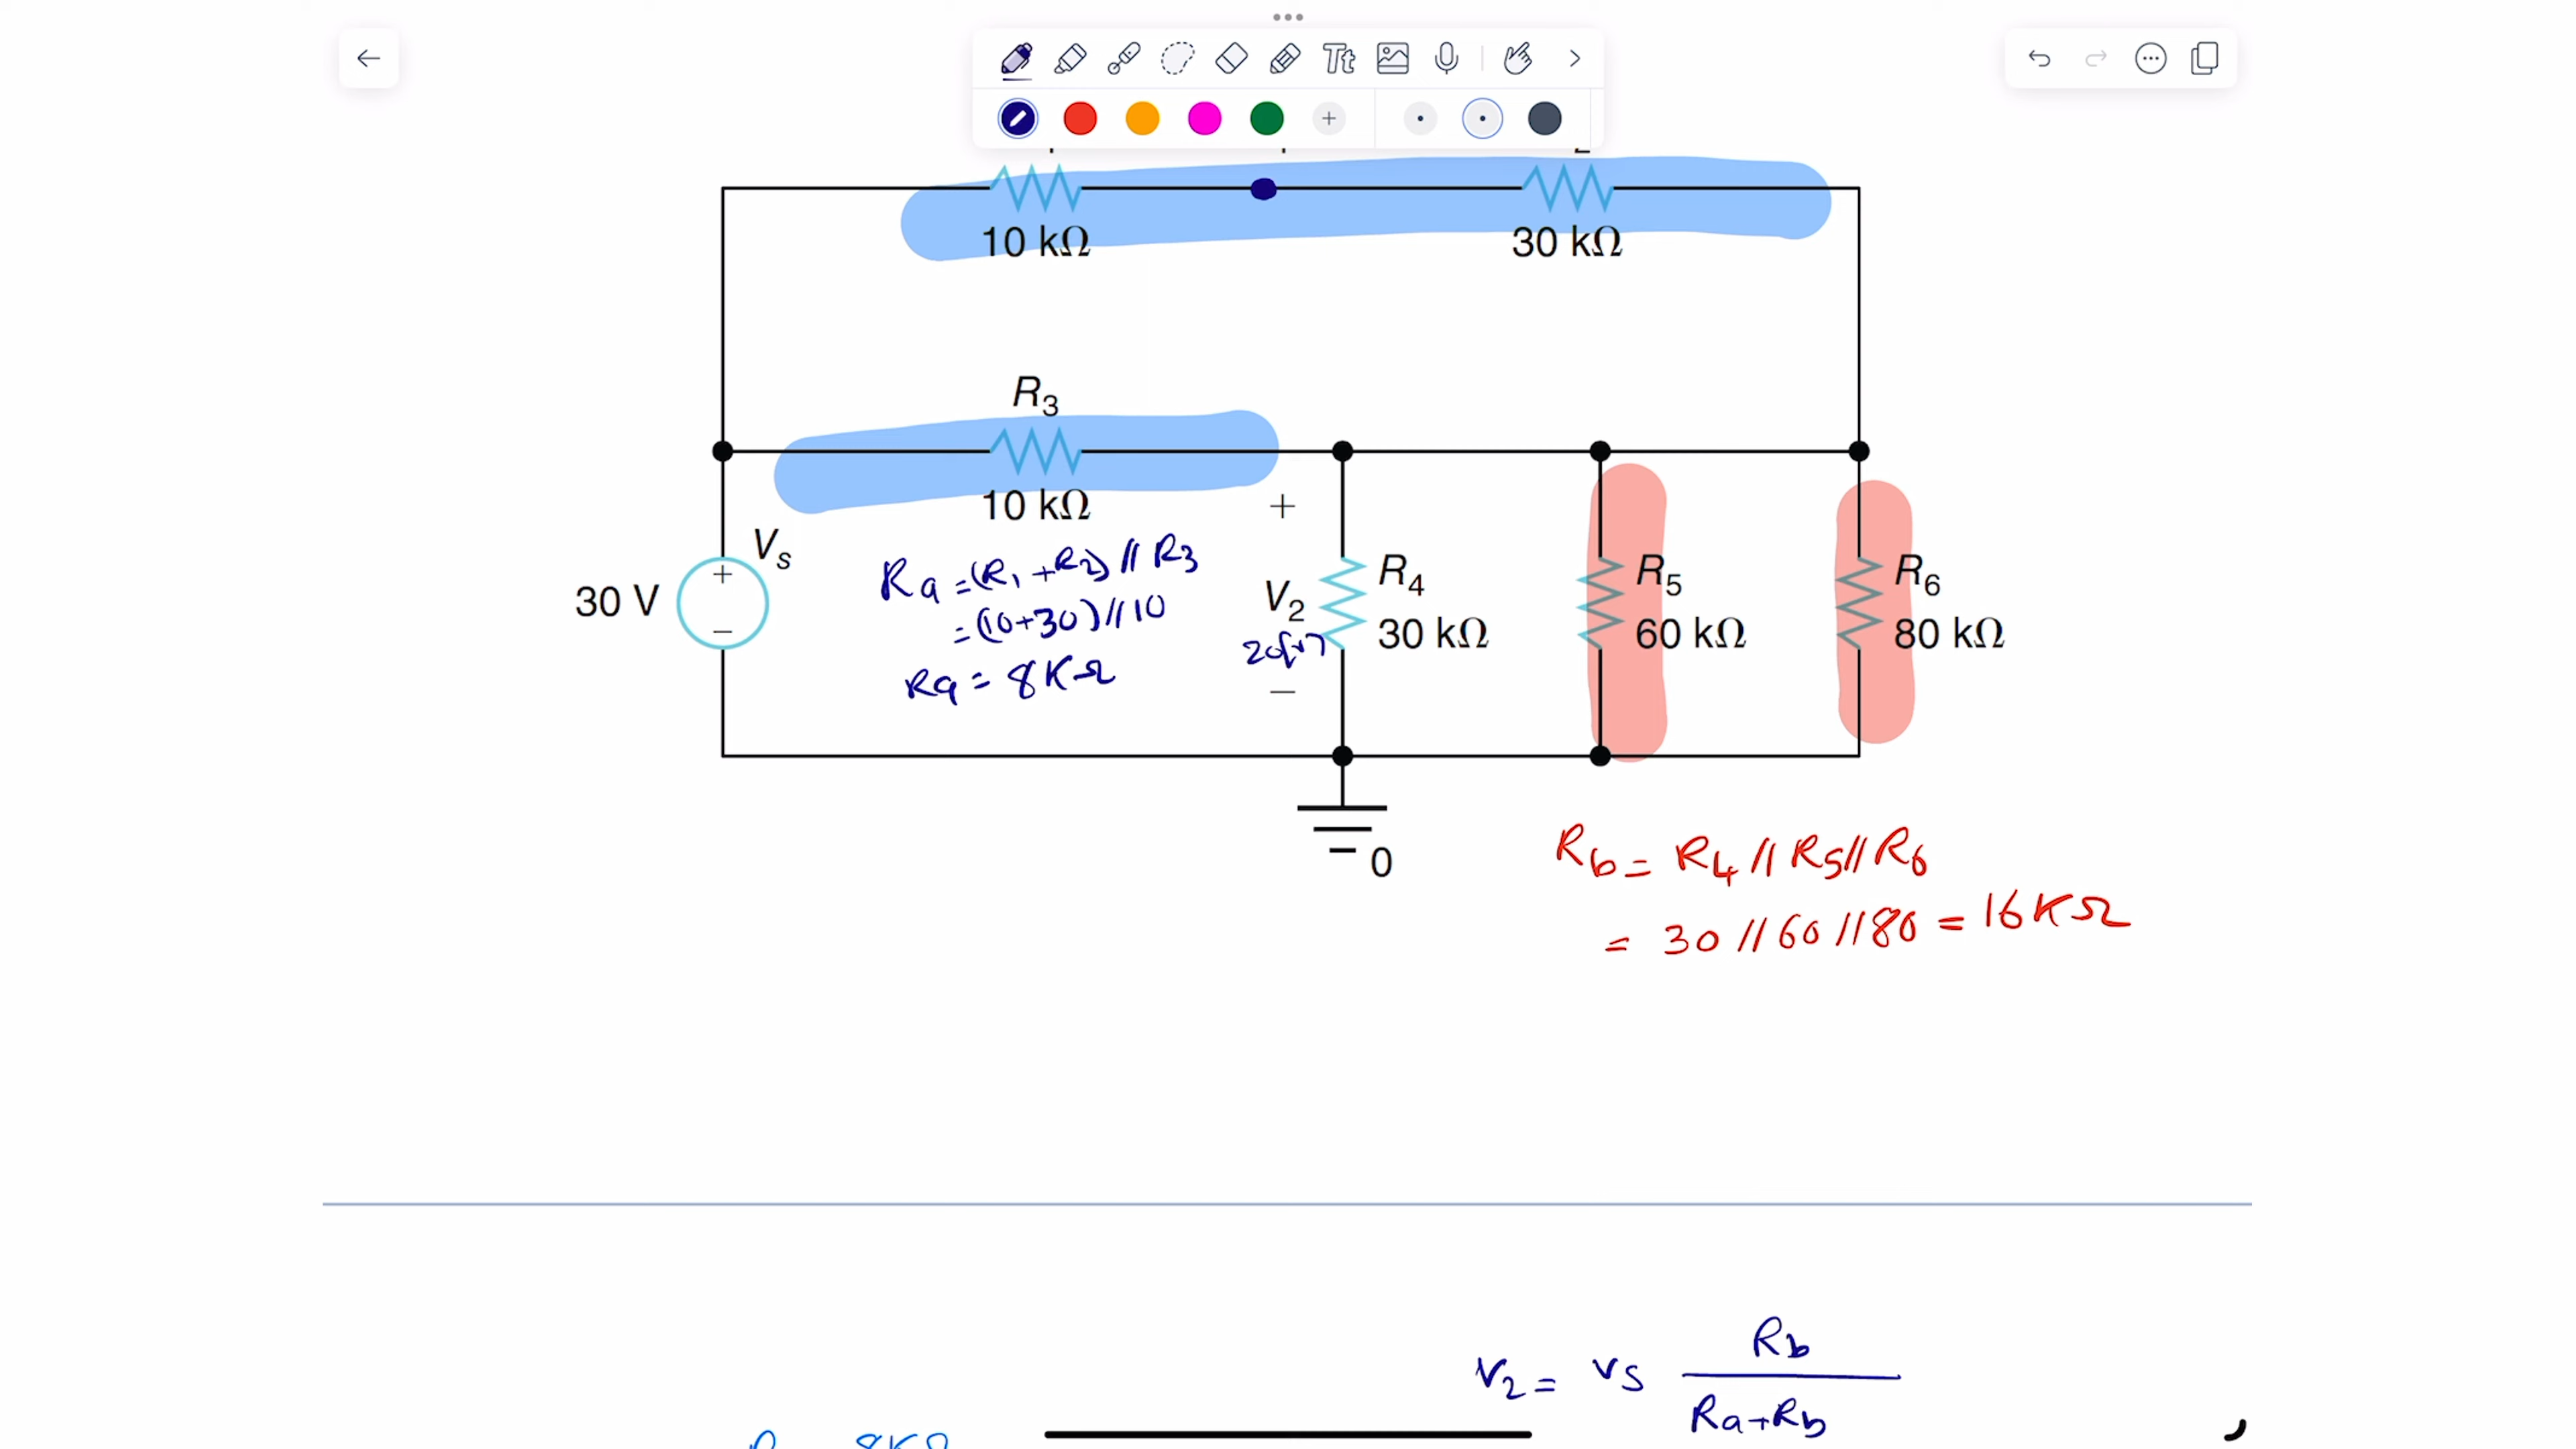 Tt
10 kΩ
30 kΩ
R3
10 kΩ
+
Vs
+
30 V
−
Ra = (R1 + R2) // R3
= (10+30) // 10
Ra = 8KΩ
V2
20(v)
−
R4
30 kΩ
R5
60 kΩ
R6
80 kΩ
0
Rb = R4 // R5 // R6
= 30 // 60 // 80 = 16KΩ
V2 = Vs Rb
Ra+Rb